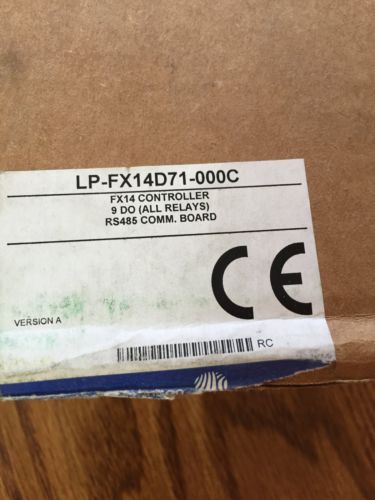 LP-FX14D71-000C
FX14 CONTROLLER
9 DO (ALL RELAYS)
RS485 COMM. BOARD
CE
VERSION A
RC